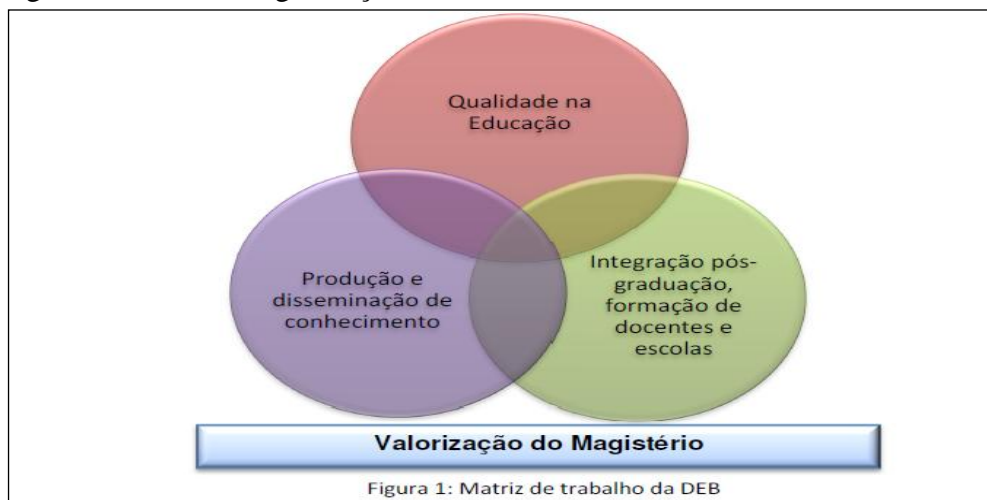 Qualidade na
Educação
Produção e
disseminação de
conhecimento
Integração pós-
graduação,
formação de
docentes e
escolas
Valorização do Magistério
Figura 1: Matriz de trabalho da DEB